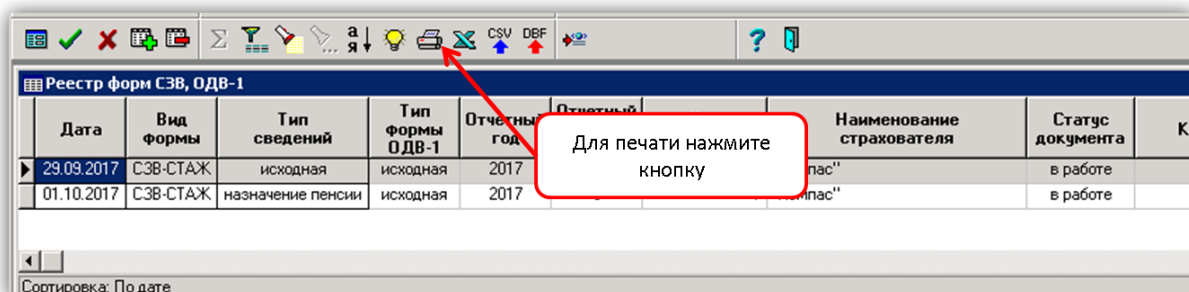 а
я
CSV DBF
?
Реестр форм СЗВ, ОДВ-1
Дата Вид формы Тип сведений Тип формы ОДВ-1 Отчетный год Отчетный Наименование страхователя Статус документа К
29.09.2017 СЗВ-СТАЖ исходная исходная 2017 в работе
01.10.2017 СЗВ-СТАЖ назначение пенсии исходная 2017 в работе
Для печати нажмите
кнопку
Сортировка: По дате